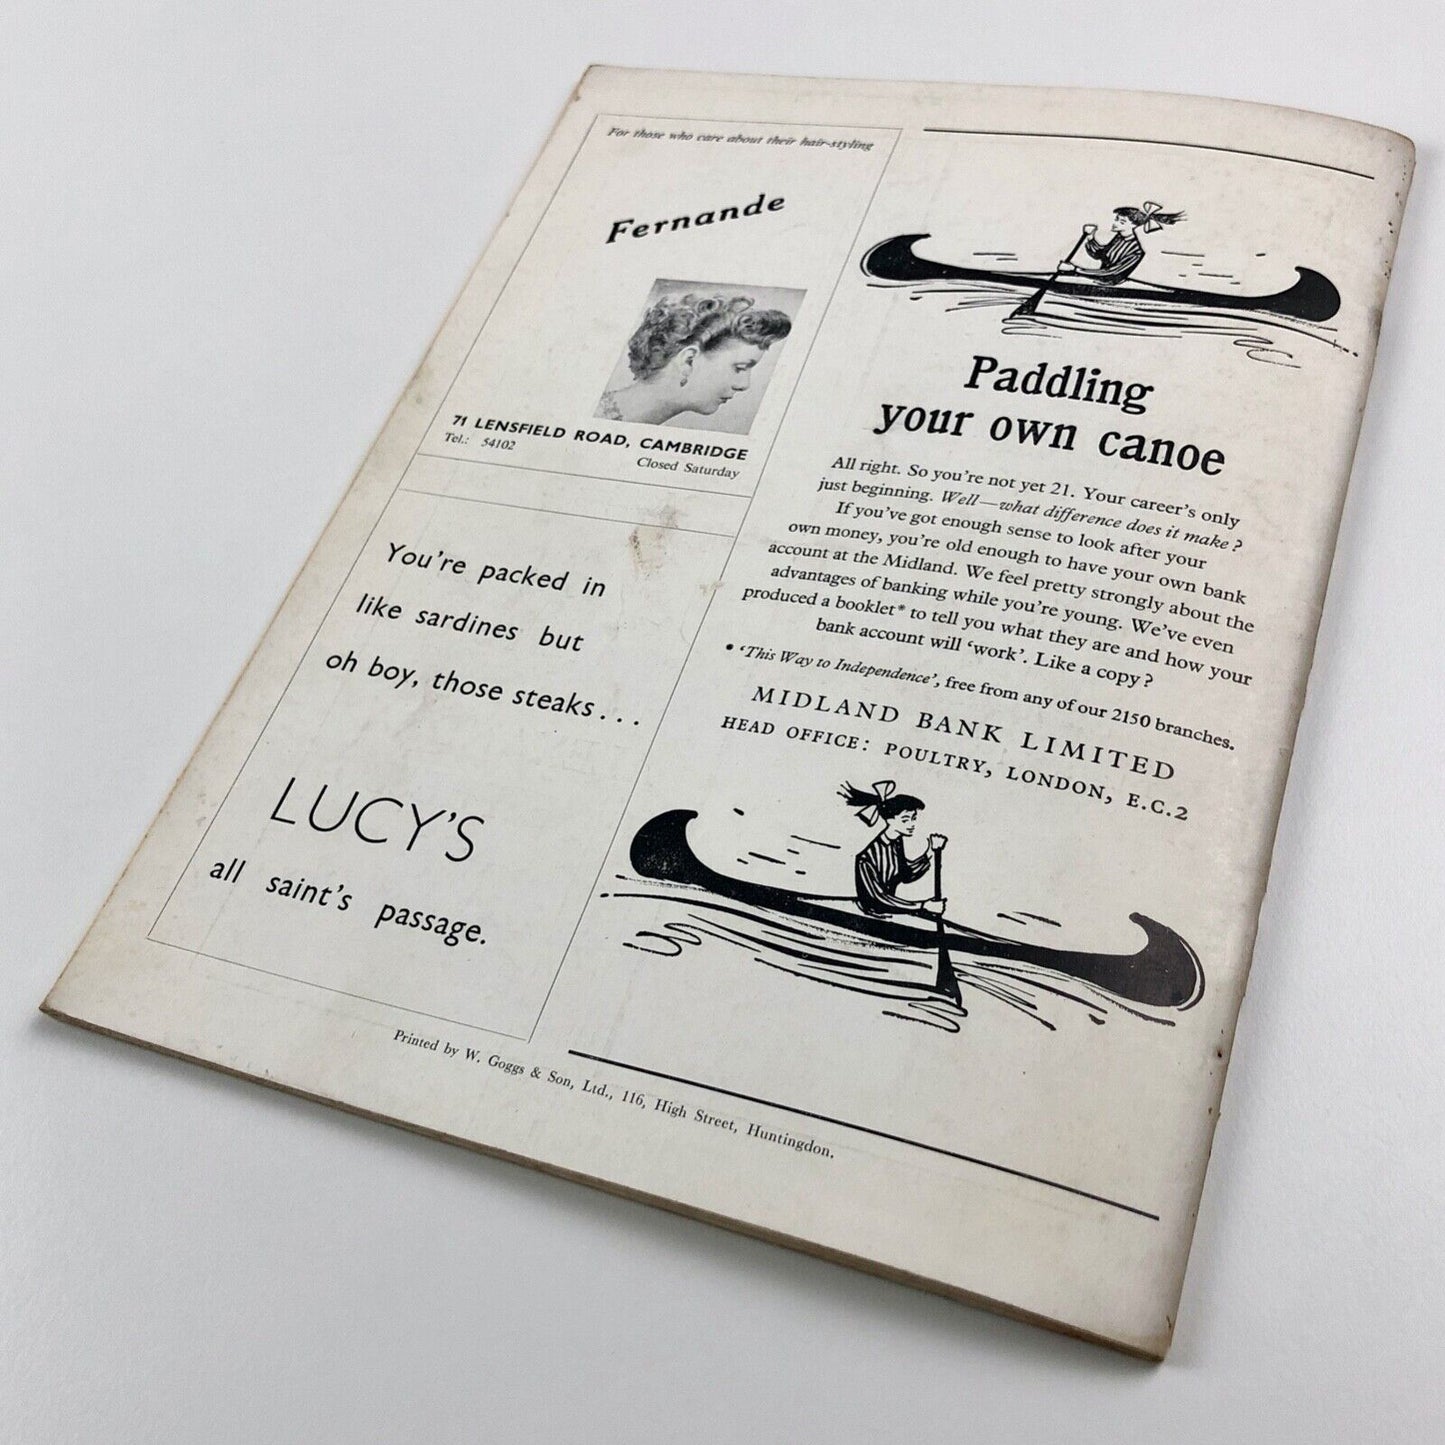 For those who care about their hair-styling
Fernande
71 LENSFIELD ROAD, CAMBRIDGE
Tel.: 54102
Closed Saturday
You're packed in
like sardines but
oh boy, those steaks...
LUCY'S
all saint's passage.
Paddling
your own canoe
All right. So you're not yet 21. Your career's only
just beginning. Well—what difference does it make?
If you've got enough sense to look after your
own money, you're old enough to have your own bank
account at the Midland. We feel pretty strongly about the
advantages of banking while you're young. We've even
produced a booklet* to tell you what they are and how your
bank account will 'work'. Like a copy?
• 'This Way to Independence', free from any of our 2150 branches.
MIDLAND BANK LIMITED
HEAD OFFICE: POULTRY, LONDON, E.C.2
Printed by W. Goggs & Son, Ltd., 116, High Street, Huntingdon.